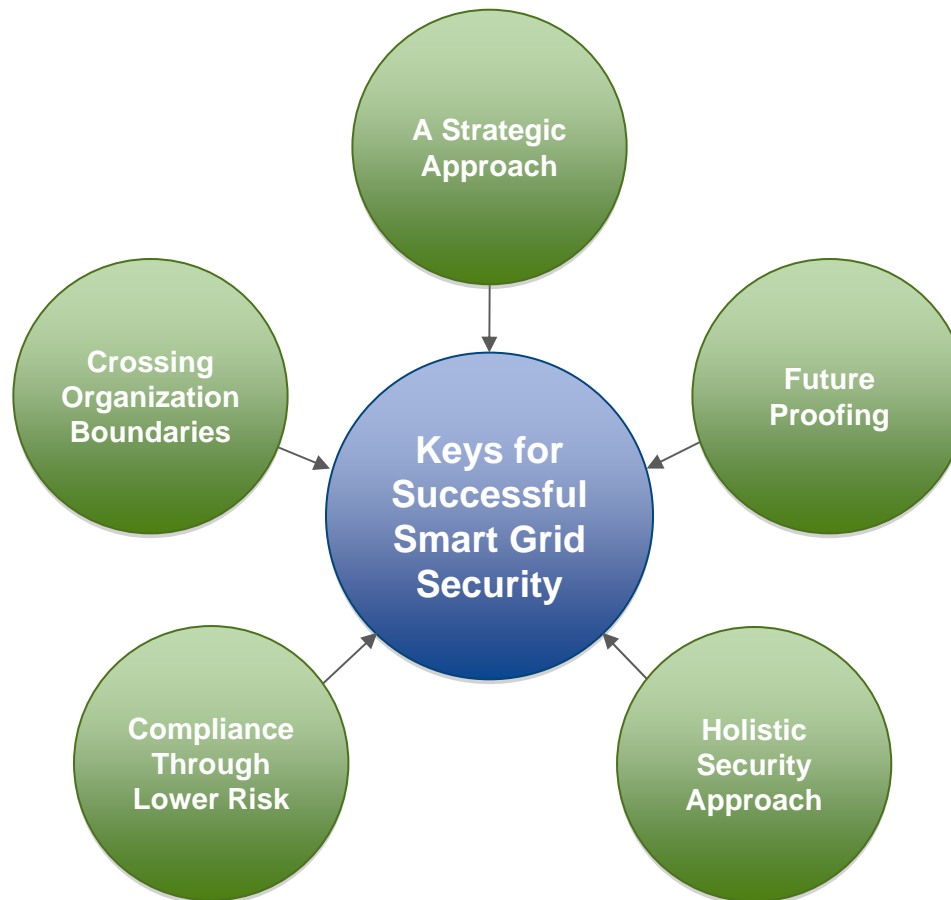 A Strategic
Approach
Crossing
Organization
Boundaries
Future
Proofing
Keys for
Successful
Smart Grid
Security
Compliance
Through
Lower Risk
Holistic
Security
Approach